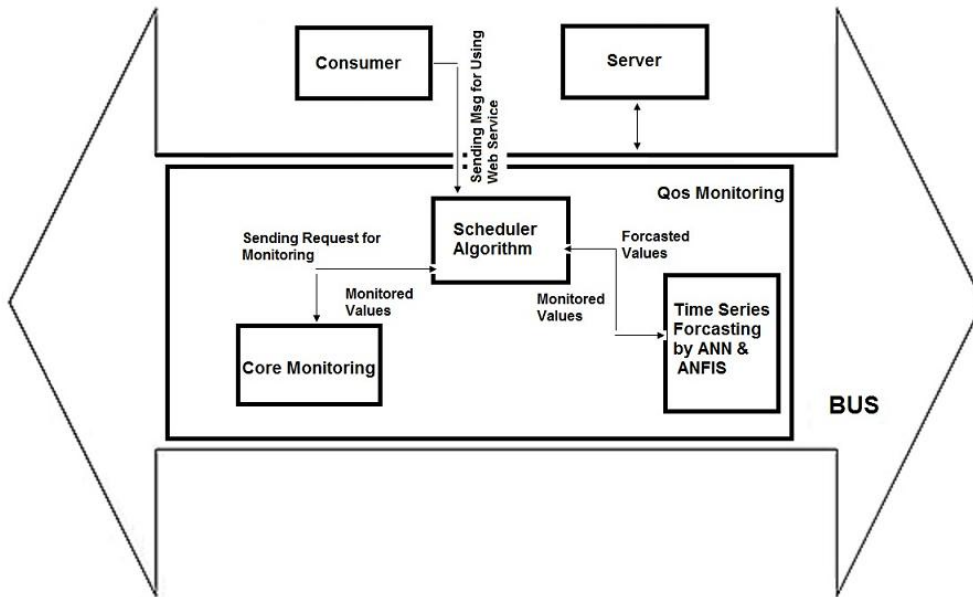 Consumer
Server
Sending Msg for Using
Web Service
Qos Monitoring
Scheduler
Algorithm
Sending Request for
Monitoring
Forcasted
Values
Monitored
Values
Monitored
Values
Time Series
Forcasting
by ANN &
ANFIS
Core Monitoring
BUS